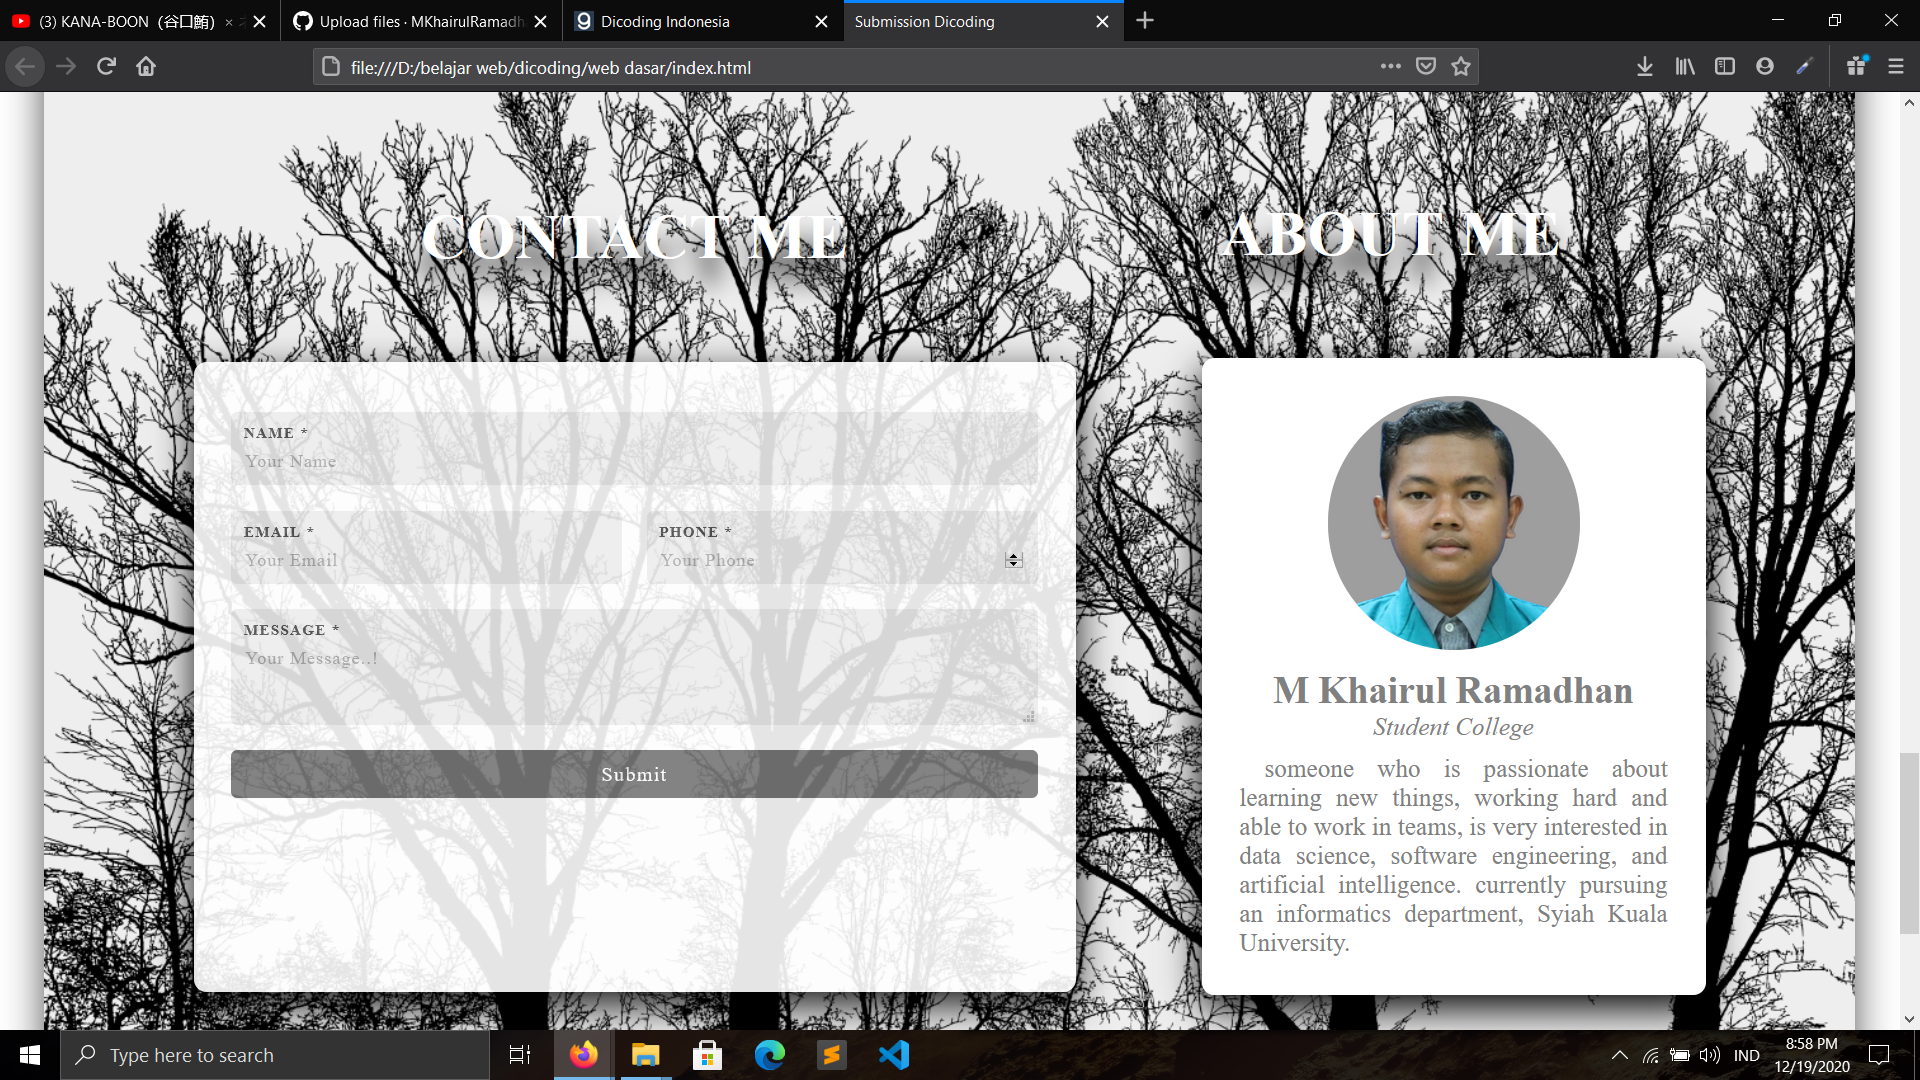 (3) KANA-BOON (谷口鮪) ×
Upload files · MKhairulRamadh
Dicoding Indonesia
Submission Dicoding
file:///D:/belajar web/dicoding/web dasar/index.html
CONTACT ME
ABOUT ME
NAME *
Your Name
EMAIL *
Your Email
PHONE *
Your Phone
MESSAGE *
Your Message..!
Submit
M Khairul Ramadhan
Student College
someone who is passionate about
learning new things, working hard and
able to work in teams, is very interested in
data science, software engineering, and
artificial intelligence. currently pursuing
an informatics department, Syiah Kuala
University.
Type here to search
IND
8:58 PM
12/19/2020